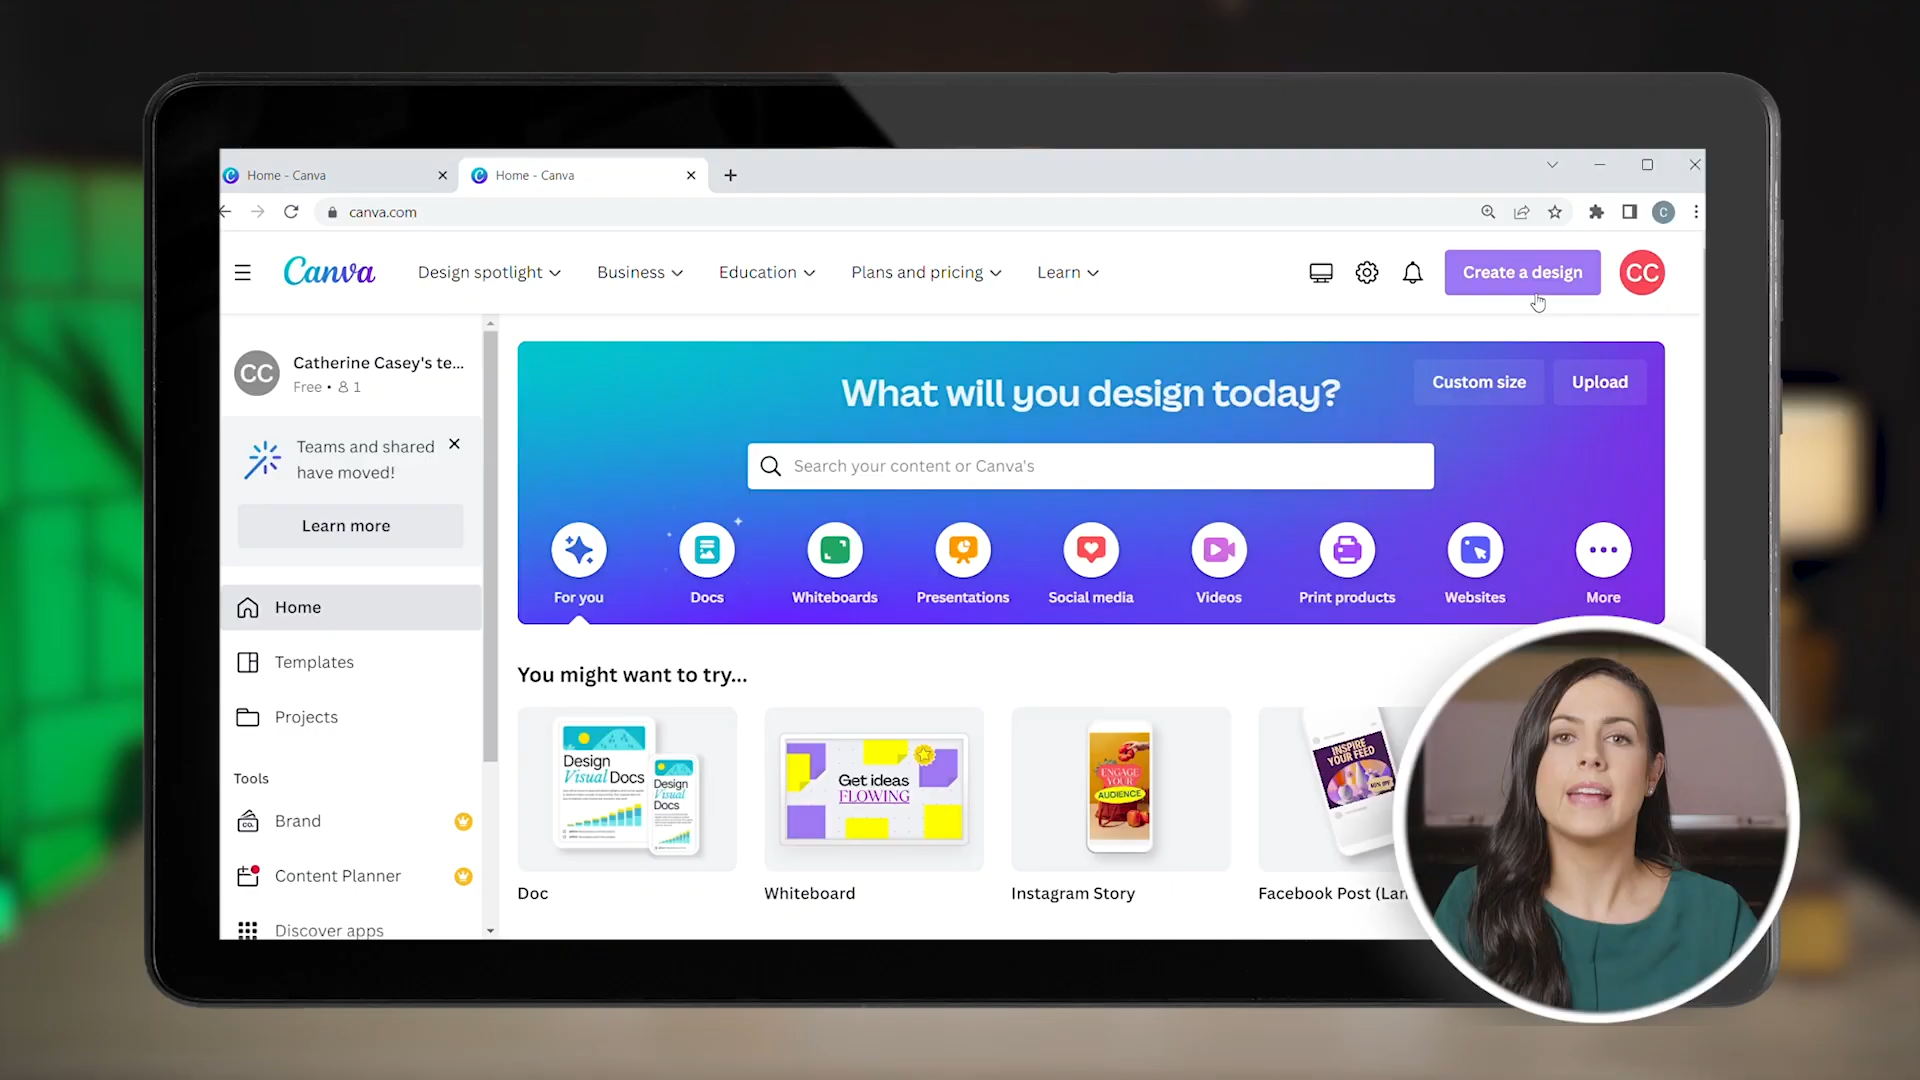 Home - Canva
Home - Canva
canva.com
C
Canva
Design spotlight
Business
Education
Plans and pricing
Learn
Create a design
CC
CC
Catherine Casey's te...
Free • 1
Teams and shared
have moved!
Learn more
Home
Templates
Projects
Tools
Brand
Content Planner
Discover apps
What will you design today?
Custom size
Upload
Search your content or Canva's
For you
Docs
Whiteboards
Presentations
Social media
Videos
Print products
Websites
More
You might want to try...
Design
Visual Docs
Design
Visual
Docs
Get ideas
FLOWING
ENGAGE
YOUR
AUDIENCE
INSPIRE
YOUR FEED
Doc
Whiteboard
Instagram Story
Facebook Post (Lan